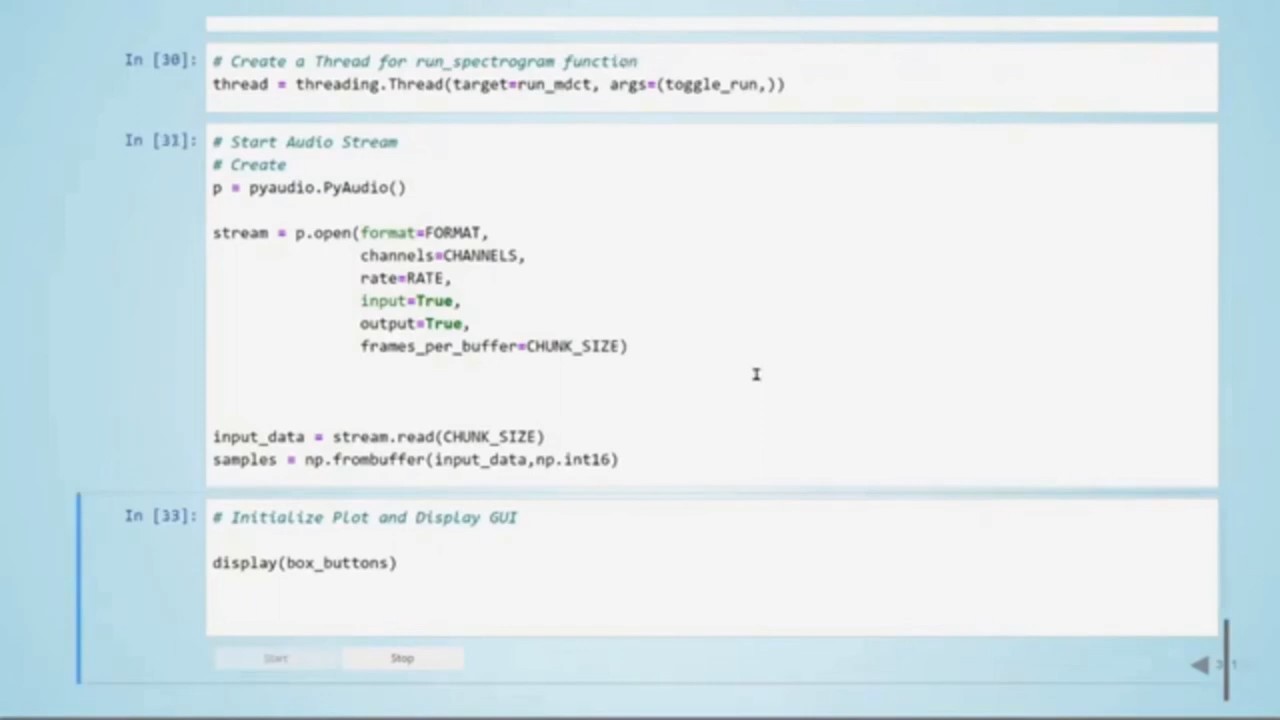 In [30]:
# Create a Thread for run_spectrogram function
thread = threading.Thread(target=run_mdct, args=(toggle_run,))
In [31]:
# Start Audio Stream
# Create
p = pyaudio.PyAudio()
stream = p.open(format=FORMAT,
channels=CHANNELS,
rate=RATE,
input=True,
output=True,
frames_per_buffer=CHUNK_SIZE)
input_data = stream.read(CHUNK_SIZE)
samples = np.frombuffer(input_data,np.int16)
In [33]:
# Initialize Plot and Display GUI
display(box_buttons)
Start
Stop